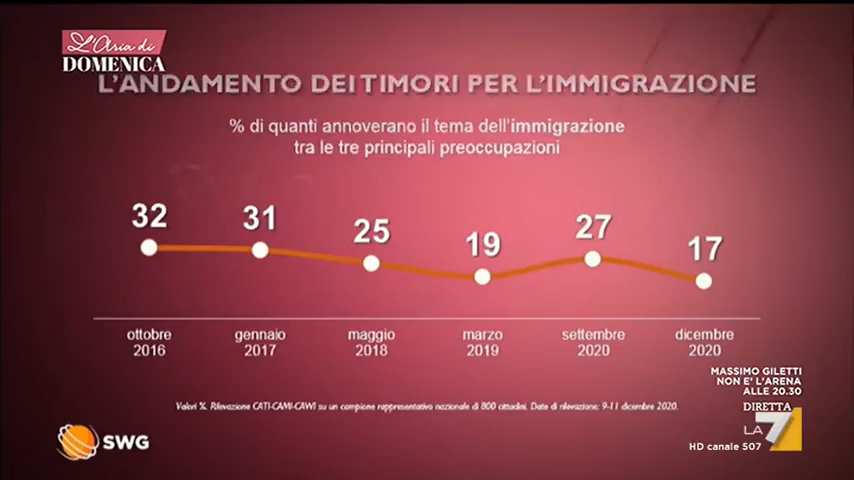 L'Aria di
DOMENICA
L'ANDAMENTO DEI TIMORI PER L'IMMIGRAZIONE
% di quanti annoverano il tema dell'immigrazione
tra le tre principali preoccupazioni
32 31 25 19 27 17
ottobre 2016
gennaio 2017
maggio 2018
marzo 2019
settembre 2020
dicembre 2020
MASSIMO GILETTI
NON E' L'ARENA
ALLE 20.30
Valori %. Rilevazione CATI-CAMI-CAWI su un campione rappresentativo nazionale di 800 cittadini. Date di rilevazione: 9-11 dicembre 2020.
DIRETTA
LA 7
HD canale 507
SWG